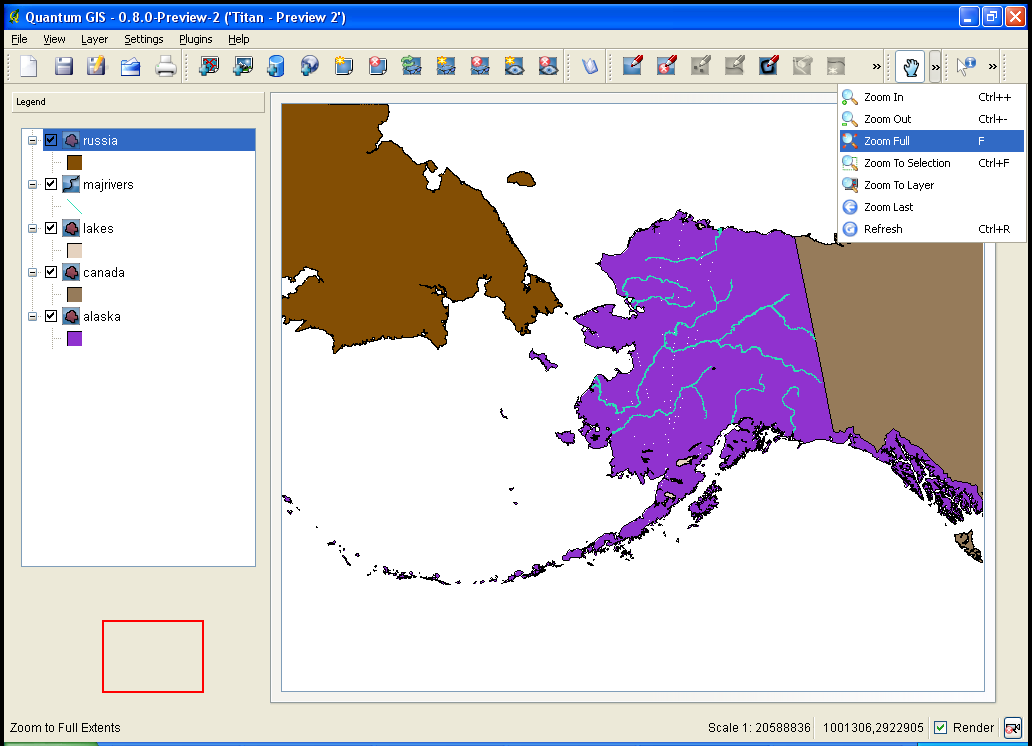 Quantum GIS - 0.8.0-Preview-2 ('Titan - Preview 2')
File View Layer Settings Plugins Help
Legend
russia
majrivers
lakes
canada
alaska
Zoom In Ctrl++
Zoom Out Ctrl+-
Zoom Full F
Zoom To Selection Ctrl+F
Zoom To Layer
Zoom Last
Refresh Ctrl+R
Zoom to Full Extents
Scale 1: 20588836
1001306,2922905
Render